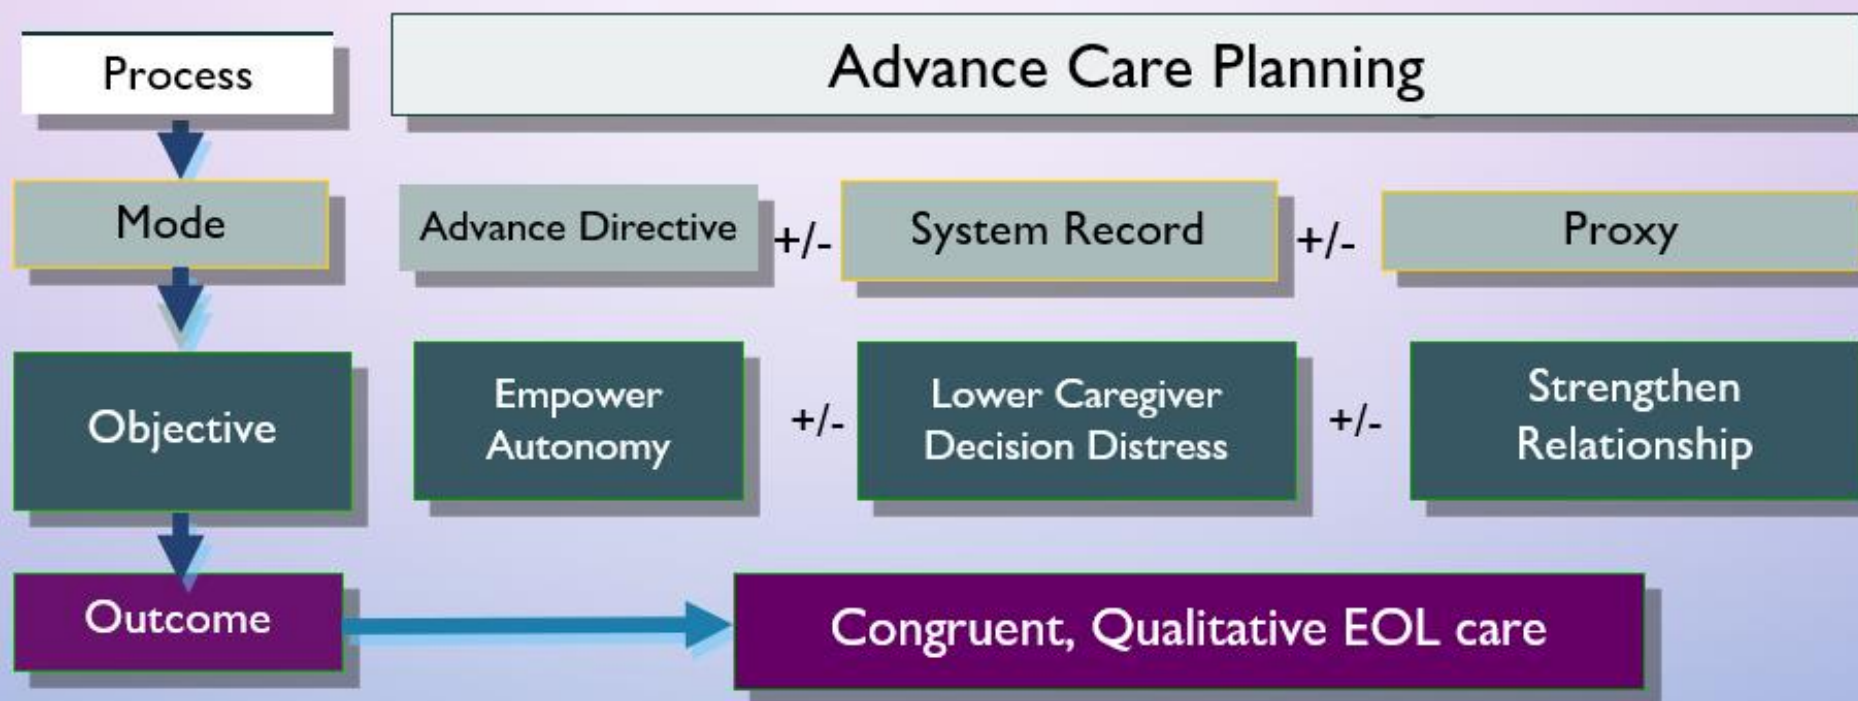 Process
Advance Care Planning
Mode
Advance Directive +/- System Record +/- Proxy
Objective
Empower
Autonomy
+/-
Lower Caregiver
Decision Distress
+/-
Strengthen
Relationship
Outcome
Congruent, Qualitative EOL care